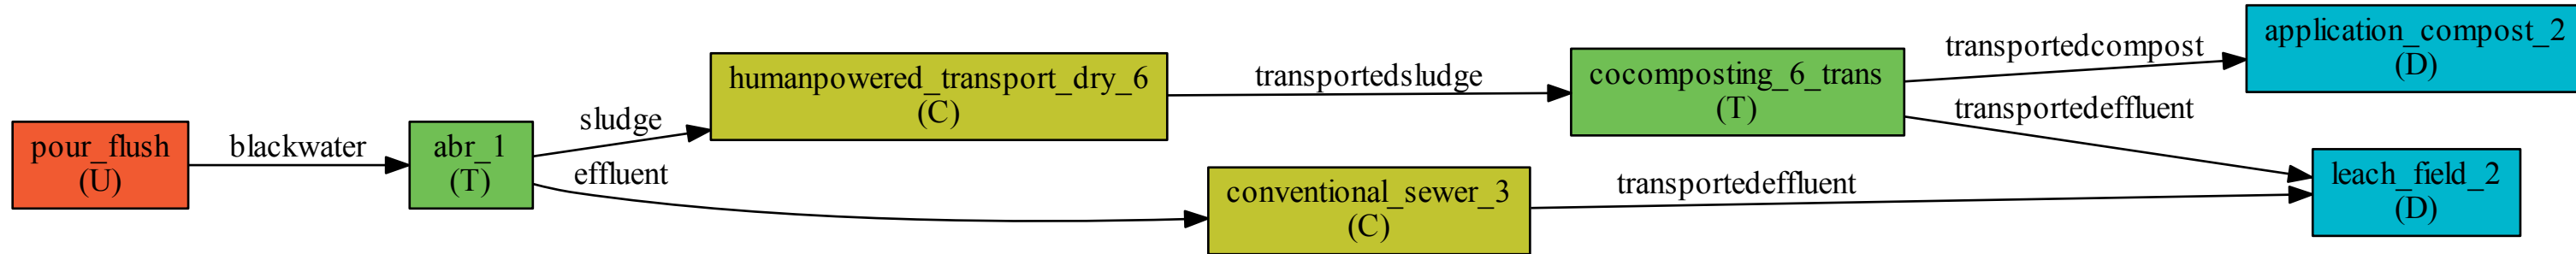 pour_flush
(U)
blackwater
abr_1
(T)
sludge
effluent
humanpowered_transport_dry_6
(C)
transportedsludge
conventional_sewer_3
(C)
cocomposting_6_trans
(T)
transportedeffluent
transportedcompost
transportedeffluent
application_compost_2
(D)
leach_field_2
(D)